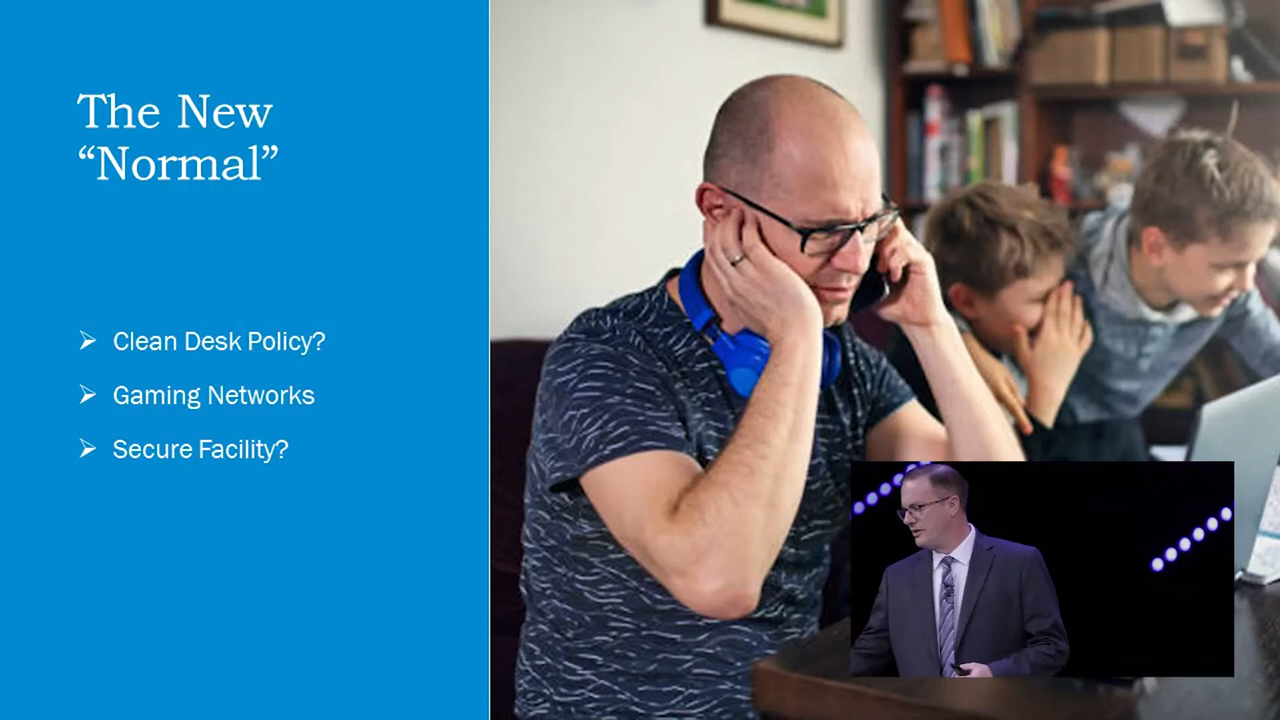 The New
“Normal”
Clean Desk Policy?
Gaming Networks
Secure Facility?